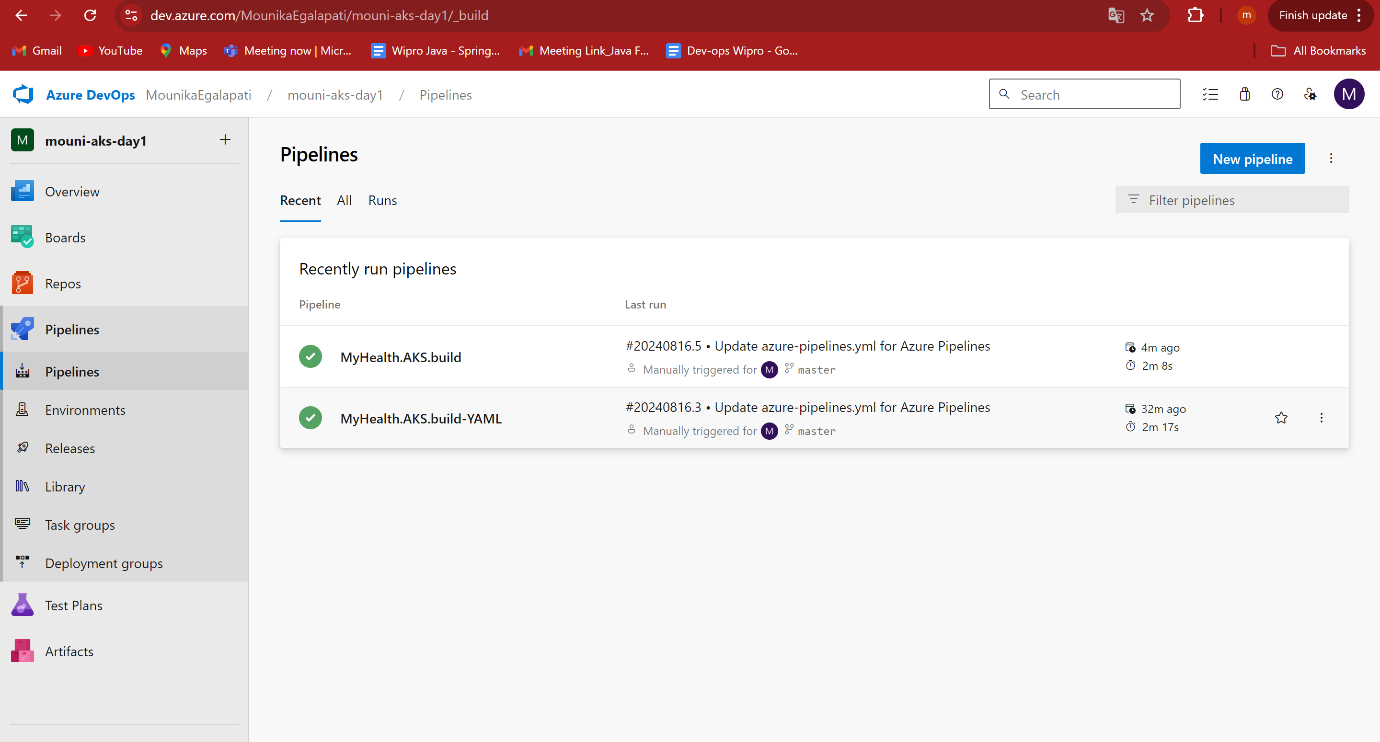 dev.azure.com/MounikaEgalapati/mouni-aks-day1/_build
m
Finish update
Gmail
YouTube
Maps
Meeting now | Micr...
Wipro Java - Spring...
Meeting Link_Java F...
Dev-ops Wipro - Go...
All Bookmarks
Azure DevOps
MounikaEgalapati / mouni-aks-day1 / Pipelines
Search
M
M
mouni-aks-day1
+
Overview
Boards
Repos
Pipelines
Pipelines
Environments
Releases
Library
Task groups
Deployment groups
Test Plans
Artifacts
Pipelines
New pipeline
Recent
All
Runs
Filter pipelines
Recently run pipelines
Pipeline
Last run
MyHealth.AKS.build
#20240816.5 • Update azure-pipelines.yml for Azure Pipelines
Manually triggered for M master
4m ago
2m 8s
MyHealth.AKS.build-YAML
#20240816.3 • Update azure-pipelines.yml for Azure Pipelines
Manually triggered for M master
32m ago
2m 17s